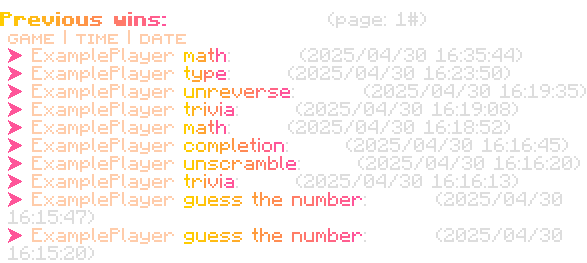 Previous wins: (page: 1#)
GAME | TIME | DATE
➤ ExamplePlayer math: (2025/04/30 16:35:44)
➤ ExamplePlayer type: (2025/04/30 16:23:50)
➤ ExamplePlayer unreverse: (2025/04/30 16:19:35)
➤ ExamplePlayer trivia: (2025/04/30 16:19:08)
➤ ExamplePlayer math: (2025/04/30 16:18:52)
➤ ExamplePlayer completion: (2025/04/30 16:16:45)
➤ ExamplePlayer unscramble: (2025/04/30 16:16:20)
➤ ExamplePlayer trivia: (2025/04/30 16:16:13)
➤ ExamplePlayer guess the number: (2025/04/30
16:15:47)
➤ ExamplePlayer guess the number: (2025/04/30
16:15:20)